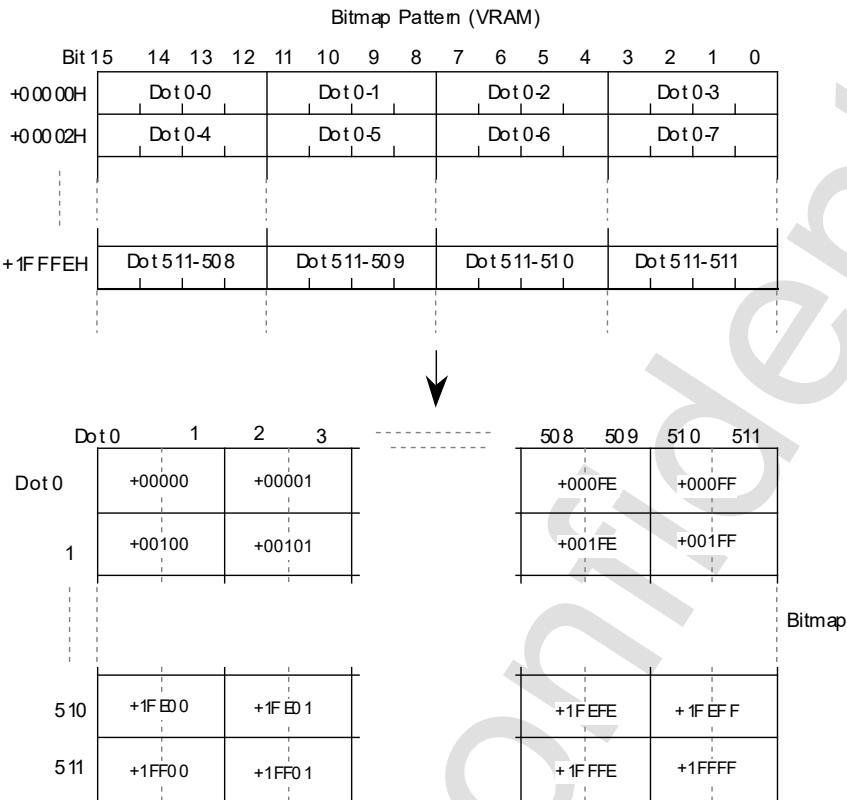 Bitmap Pattern (VRAM)
Bit 15 14 13 12 11 10 9 8 7 6 5 4 3 2 1 0
+00000H Dot 0-0 Dot 0-1 Dot 0-2 Dot 0-3
+00002H Dot 0-4 Dot 0-5 Dot 0-6 Dot 0-7
+1FFFEH Dot 511-508 Dot 511-509 Dot 511-510 Dot 511-511
Dot 0 1 2 3 508 509 510 511
Dot 0 +00000 +00001 +000FE +000FF
1 +00100 +00101 +001FE +001FF
Bitmap
510 +1FE00 +1FE01 +1FEFE +1FEFF
511 +1FF00 +1FF01 +1FFFE +1FFFF